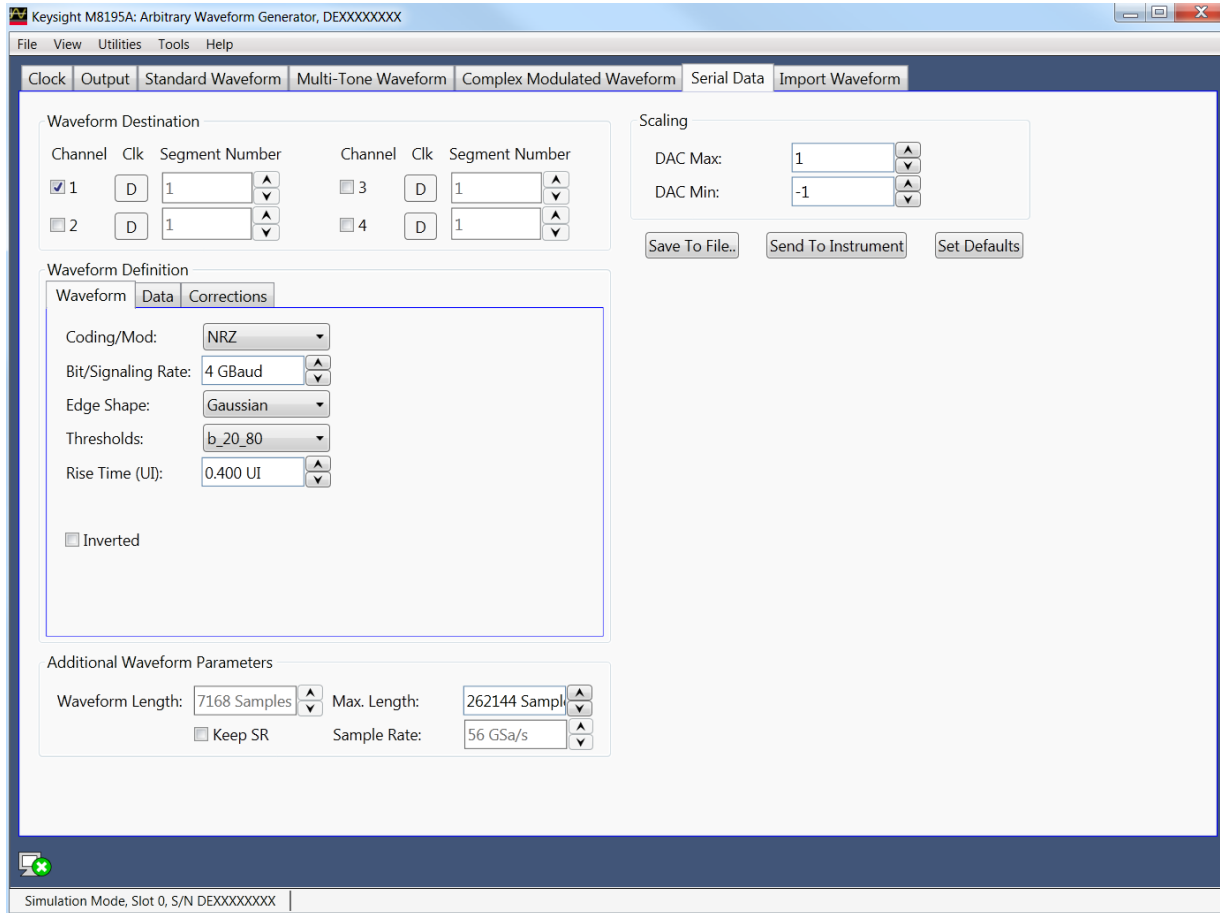 Keysight M8195A: Arbitrary Waveform Generator, DEXXXXXXXX
File View Utilities Tools Help
Clock Output Standard Waveform Multi-Tone Waveform Complex Modulated Waveform Serial Data Import Waveform
Waveform Destination
Channel Clk Segment Number Channel Clk Segment Number
1 D 1 3 D 1
2 D 1 4 D 1
Scaling
DAC Max: 1
DAC Min: -1
Save To File.. Send To Instrument Set Defaults
Waveform Definition
Waveform Data Corrections
Coding/Mod: NRZ
Bit/Signaling Rate: 4 GBaud
Edge Shape: Gaussian
Thresholds: b_20_80
Rise Time (UI): 0.400 UI
Inverted
Additional Waveform Parameters
Waveform Length: 7168 Samples Max. Length: 262144 Sampl
Keep SR Sample Rate: 56 GSa/s
Simulation Mode, Slot 0, S/N DEXXXXXXXX